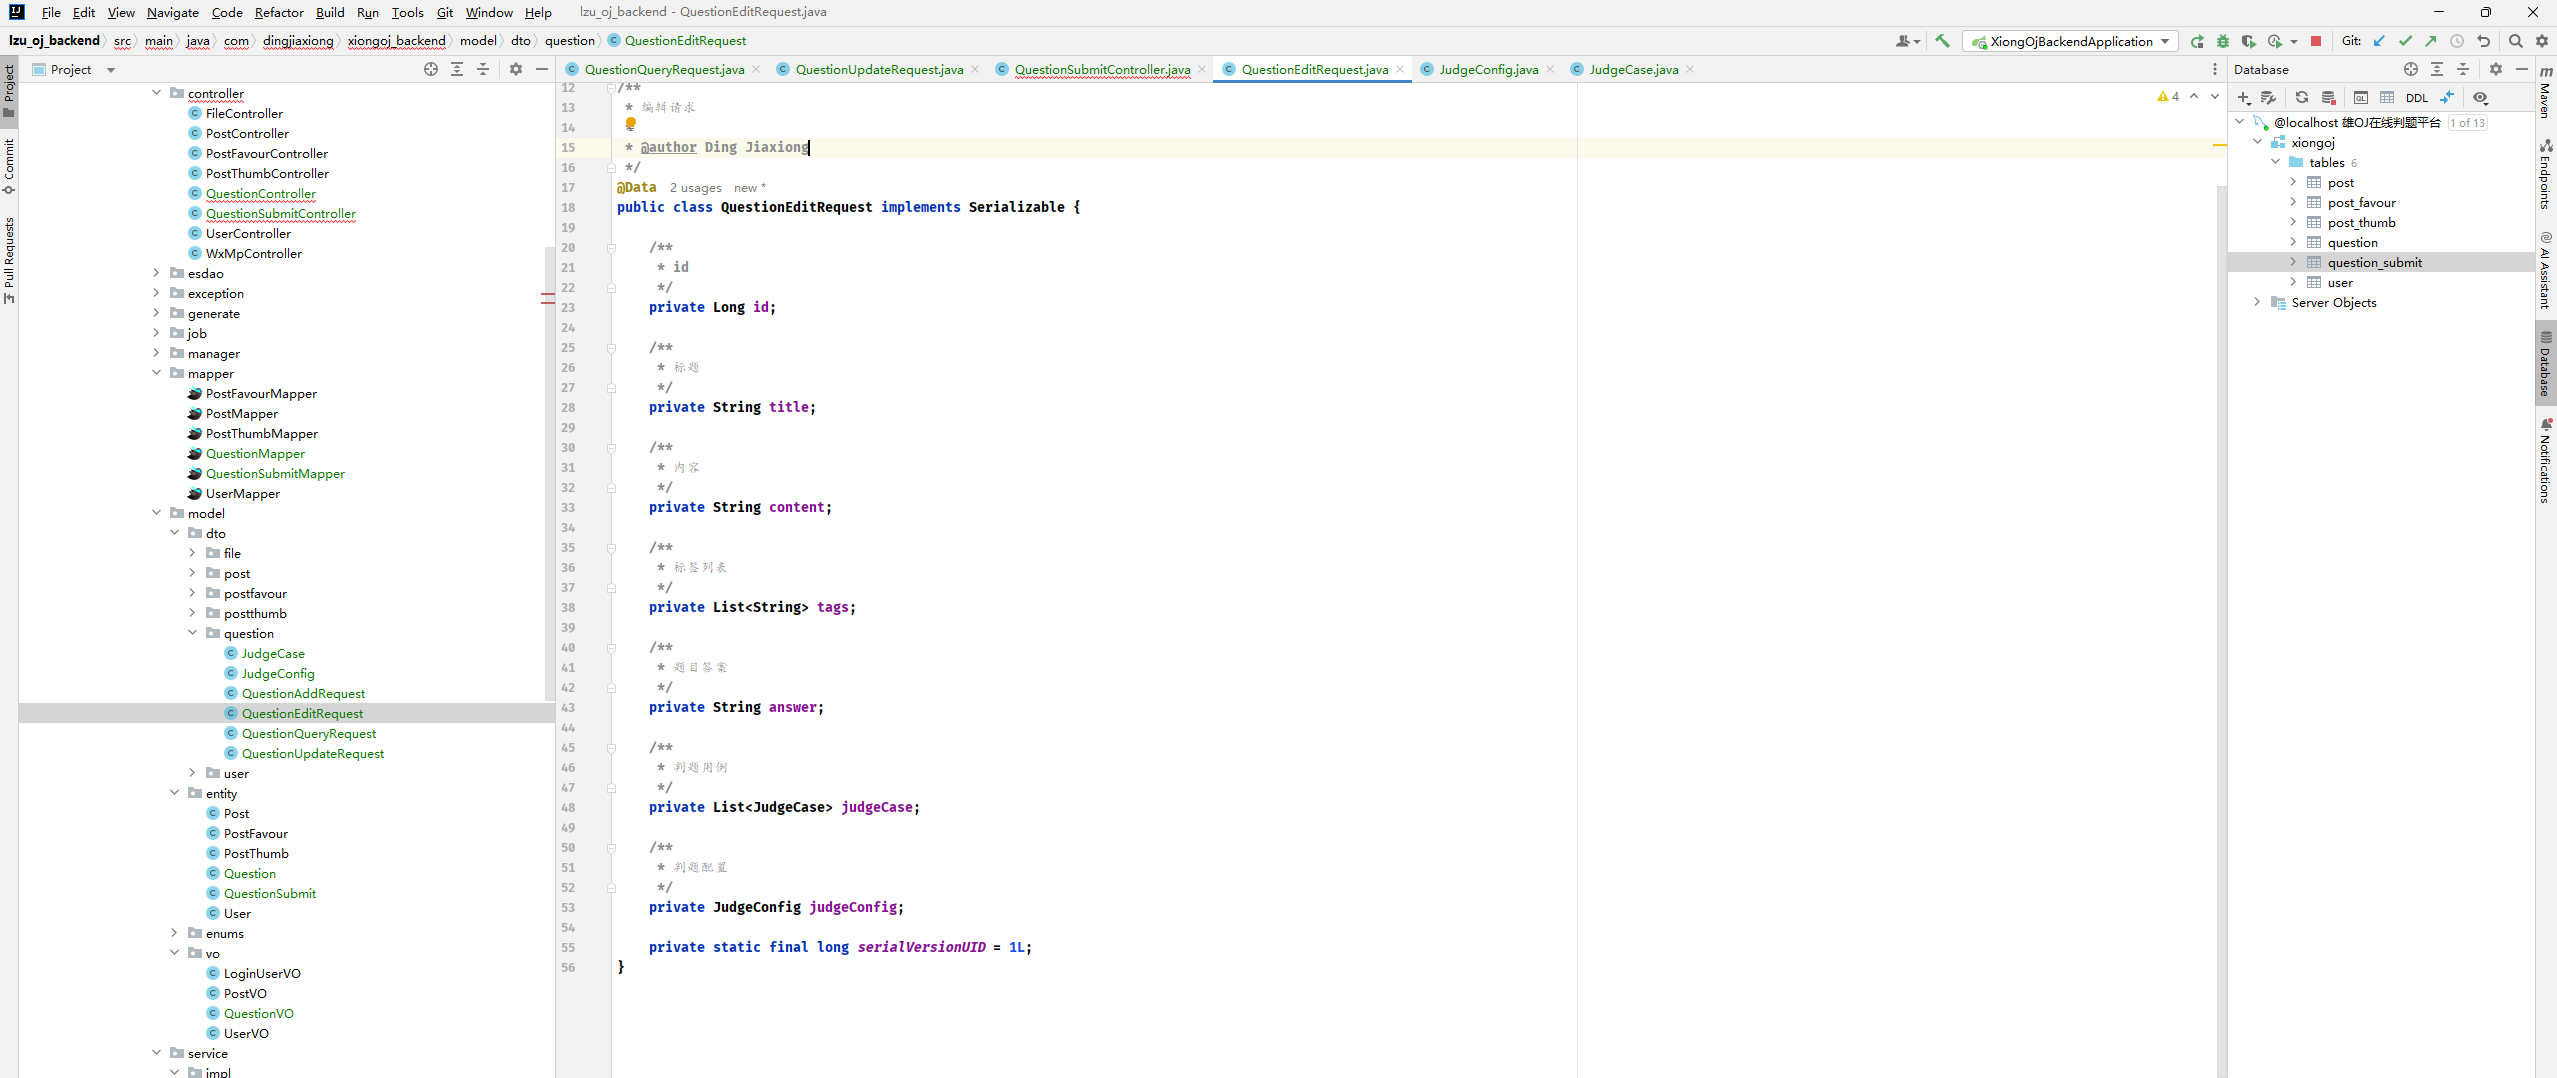 File Edit View Navigate Code Refactor Build Run Tools Git Window Help lzu_oj_backend - QuestionEditRequest.java
lzu_oj_backend src main java com dingjiaxiong xiongoj_backend model dto question QuestionEditRequest
XiongOjBackendApplication Git:
Project
QuestionQueryRequest.java QuestionUpdateRequest.java QuestionSubmitController.java QuestionEditRequest.java JudgeConfig.java JudgeCase.java
Database
Project
Commit
Pull Requests
controller
FileController
PostController
PostFavourController
PostThumbController
QuestionController
QuestionSubmitController
UserController
WxMpController
esdao
exception
generate
job
manager
mapper
PostFavourMapper
PostMapper
PostThumbMapper
QuestionMapper
QuestionSubmitMapper
UserMapper
model
dto
file
post
postfavour
postthumb
question
JudgeCase
JudgeConfig
QuestionAddRequest
QuestionEditRequest
QuestionQueryRequest
QuestionUpdateRequest
user
entity
Post
PostFavour
PostThumb
Question
QuestionSubmit
User
enums
vo
LoginUserVO
PostVO
QuestionVO
UserVO
service
impl
4
12 /**
13 * 编辑请求
14
15 * @author Ding Jiaxiong
16 */
17 @Data 2 usages new *
18 public class QuestionEditRequest implements Serializable {
19
20 /**
21 * id
22 */
23 private Long id;
24
25 /**
26 * 标题
27 */
28 private String title;
29
30 /**
31 * 内容
32 */
33 private String content;
34
35 /**
36 * 标签列表
37 */
38 private List<String> tags;
39
40 /**
41 * 题目答案
42 */
43 private String answer;
44
45 /**
46 * 判题用例
47 */
48 private List<JudgeCase> judgeCase;
49
50 /**
51 * 判题配置
52 */
53 private JudgeConfig judgeConfig;
54
55 private static final long serialVersionUID = 1L;
56 }
DDL
@localhost 雄OJ在线判题平台 1 of 13
xiongoj
tables 6
post
post_favour
post_thumb
question
question_submit
user
Server Objects
Maven
Endpoints
AI Assistant
Database
Notifications